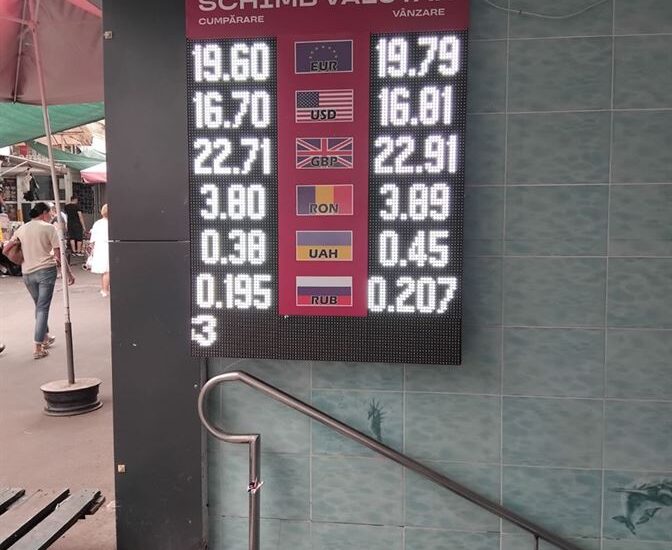 SCHIMB VALUTAR
CUMPĂRARE VÂNZARE
19.60 EUR 19.79
16.70 USD 16.81
22.71 GBP 22.91
3.80 RON 3.89
0.38 UAH 0.45
0.195 RUB 0.207